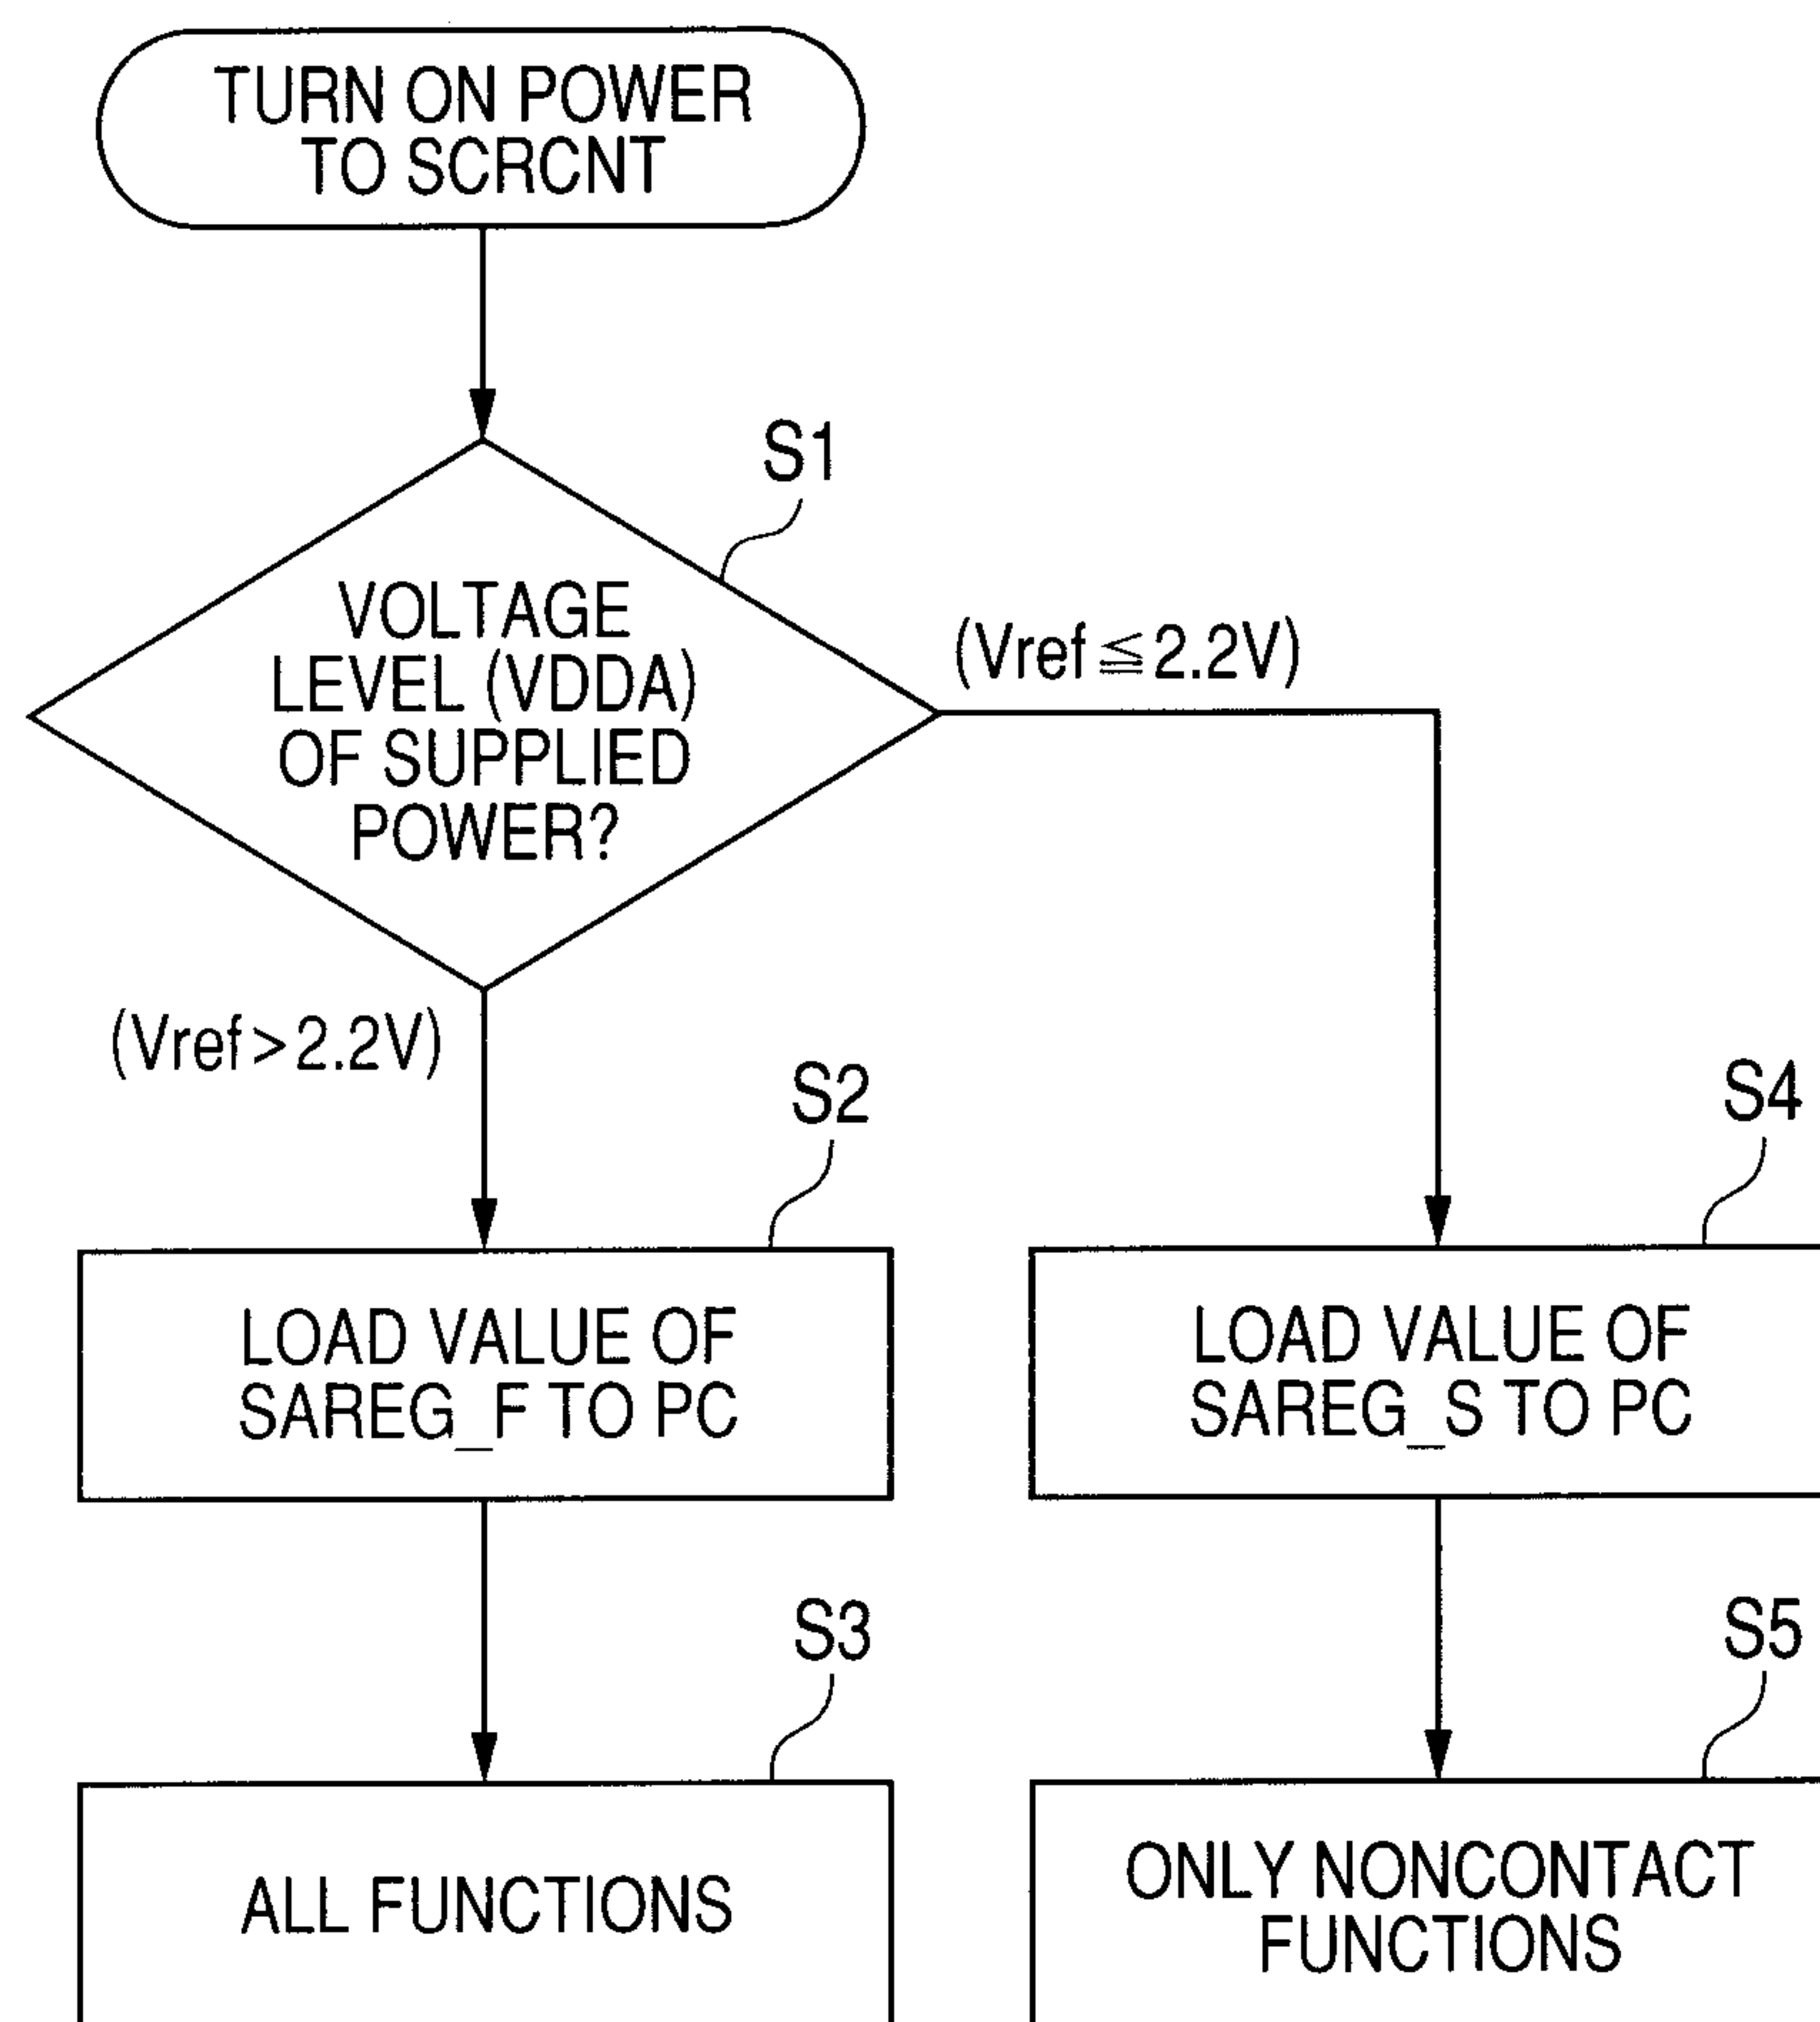 TURN ON POWER
TO SCRCNT
S1
VOLTAGE
LEVEL (VDDA)
OF SUPPLIED
POWER?
(Vref≦2.2V)
(Vref>2.2V)
S2
LOAD VALUE OF
SAREG_F TO PC
S4
LOAD VALUE OF
SAREG_S TO PC
S3
ALL FUNCTIONS
S5
ONLY NONCONTACT
FUNCTIONS